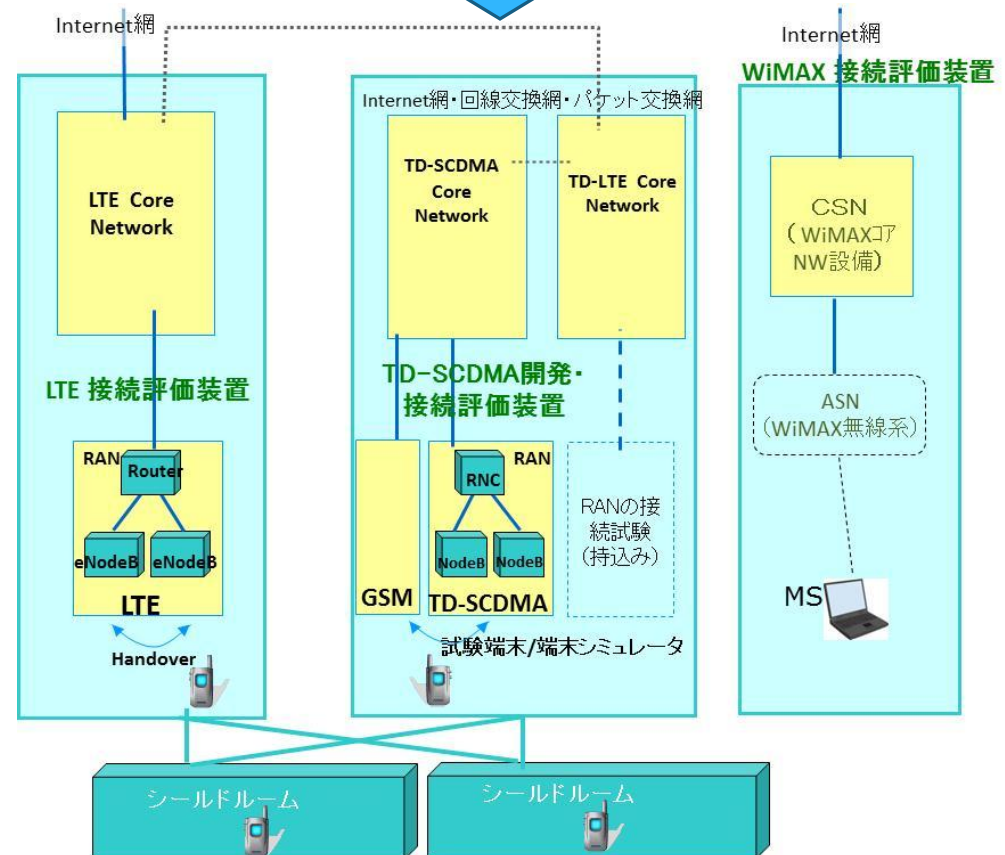 Internet網
Internet網
WiMAX 接続評価装置
Internet網・回線交換網・パケット交換網
LTE Core
Network
TD-SCDMA
Core
Network
TD-LTE Core
Network
CSN
(WiMAXコア
NW設備)
LTE 接続評価装置
TD-SCDMA開発・
接続評価装置
ASN
(WiMAX無線系)
RAN
Router
eNodeB
eNodeB
LTE
Handover
GSM
RAN
RNC
NodeB
NodeB
TD-SCDMA
RANの接
続試験
(持込み)
試験端末/端末シミュレータ
MS
シールドルーム
シールドルーム